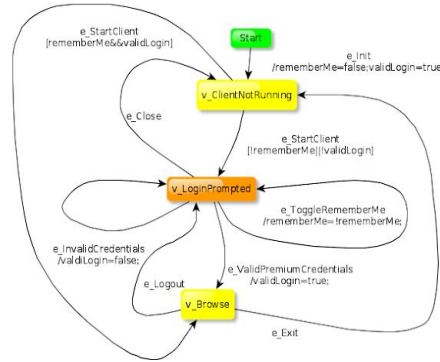 e_StartClient
[rememberMe&&validLogin]
Start
e_Init
/rememberMe=false;validLogin=true;
v_ClientNotRunning
e_Close
e_StartClient
[!rememberMe||!validLogin]
v_LoginPrompted
e_ToggleRememberMe
/rememberMe=!rememberMe;
e_InvalidCredentials
/validLogin=false;
e_Logout
e_ValidPremiumCredentials
/validLogin=true;
v_Browse
e_Exit